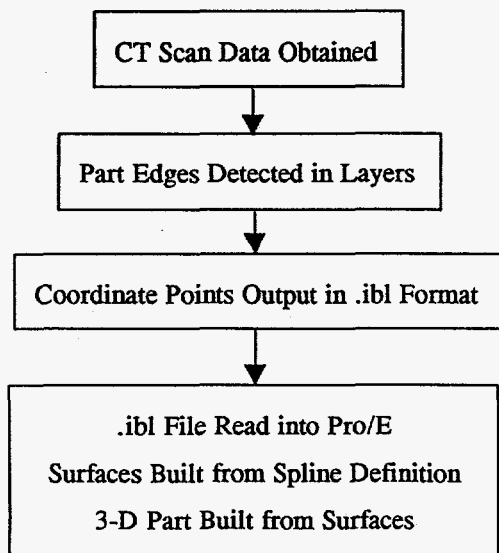 CT Scan Data Obtained
Part Edges Detected in Layers
Coordinate Points Output in .ibl Format
.ibl File Read into Pro/E
Surfaces Built from Spline Definition
3-D Part Built from Surfaces